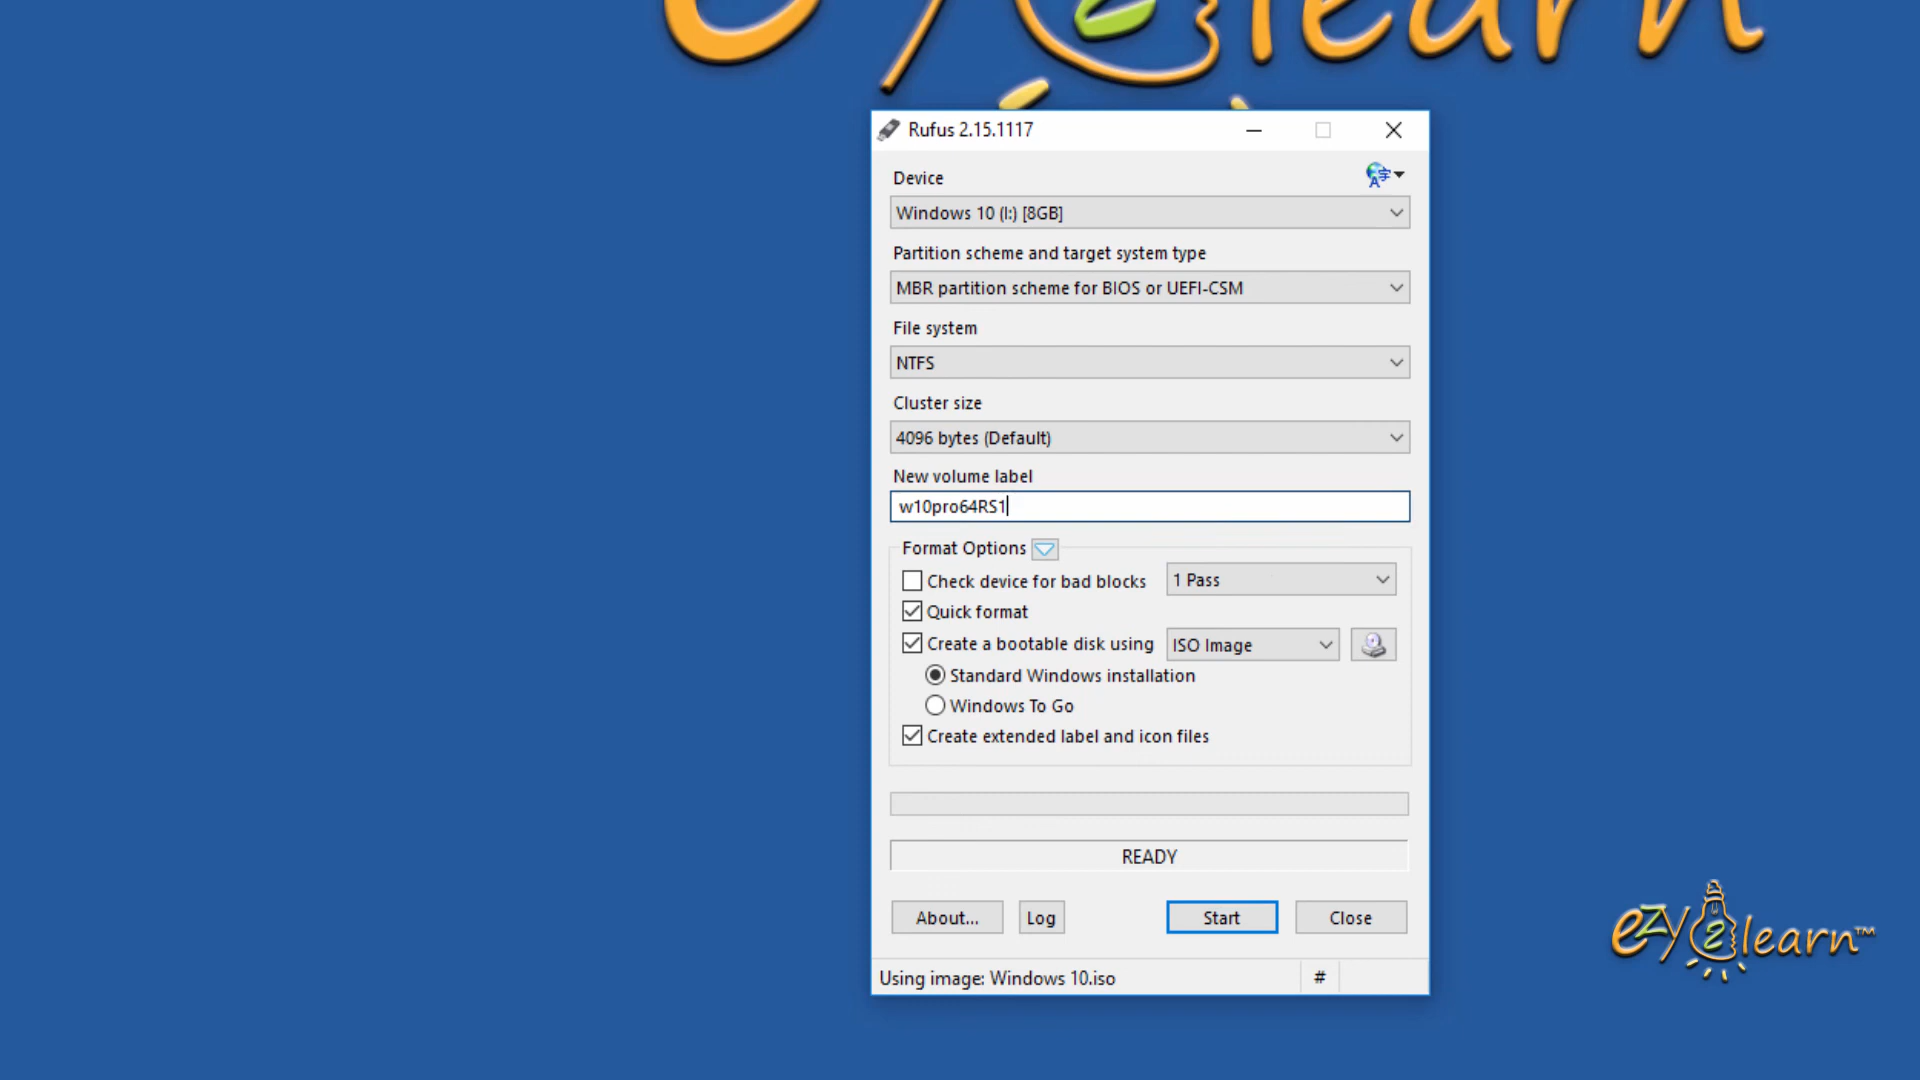 ezy2learn
Rufus 2.15.1117
Device
Windows 10 (I:) [8GB]
Partition scheme and target system type
MBR partition scheme for BIOS or UEFI-CSM
File system
NTFS
Cluster size
4096 bytes (Default)
New volume label
w10pro64RS1
Format Options
Check device for bad blocks 1 Pass
Quick format
Create a bootable disk using ISO Image
Standard Windows installation
Windows To Go
Create extended label and icon files
READY
About... Log Start Close
ezy2learn™
Using image: Windows 10.iso #